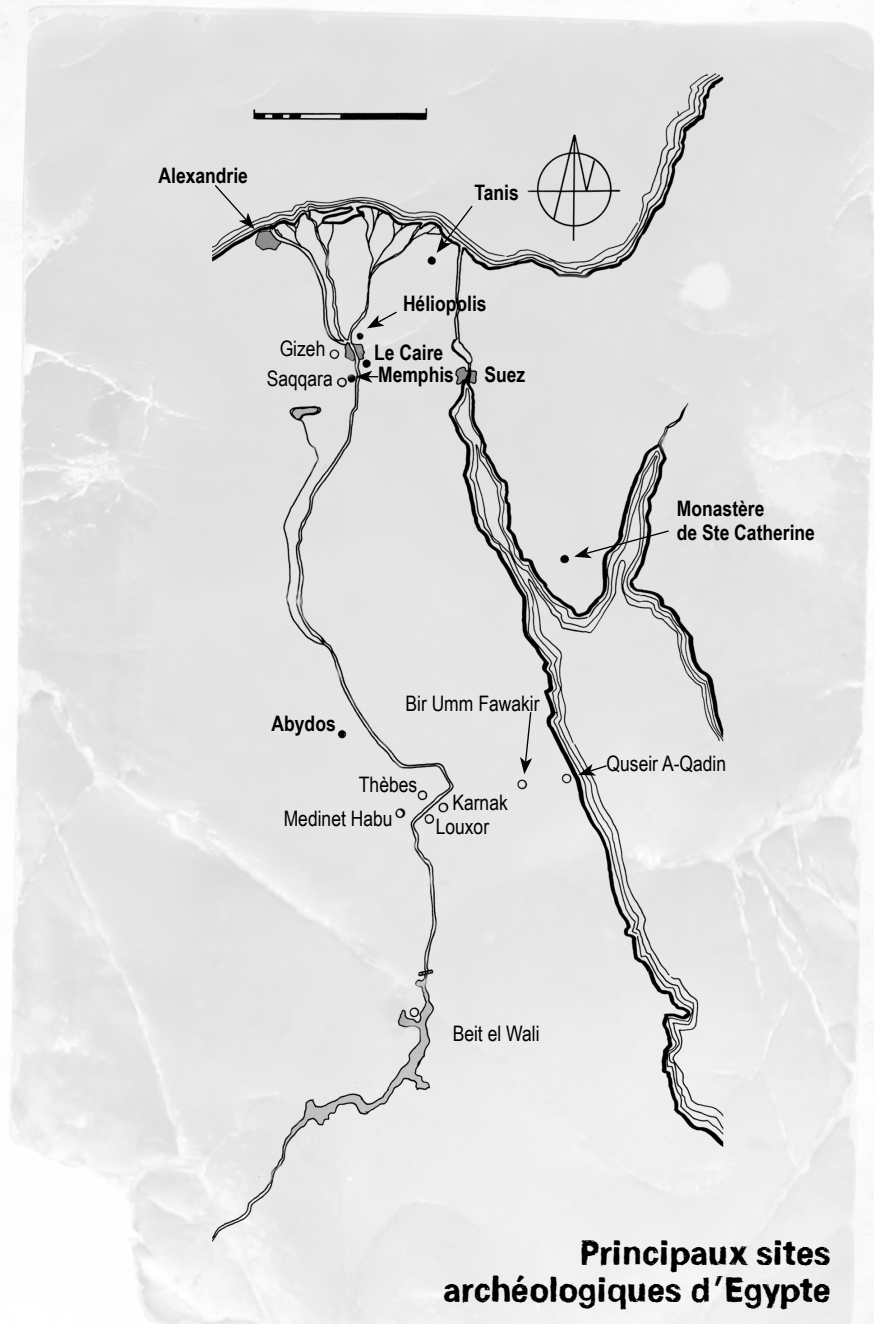 Alexandrie
Tanis
Héliopolis
Gizeh
Le Caire
Saqqara
Memphis
Suez
Monastère
de Ste Catherine
Bir Umm Fawakir
Abydos
Quseir A-Qadin
Thèbes
Karnak
Medinet Habu
Louxor
Beit el Wali
Principaux sites
archéologiques d'Egypte